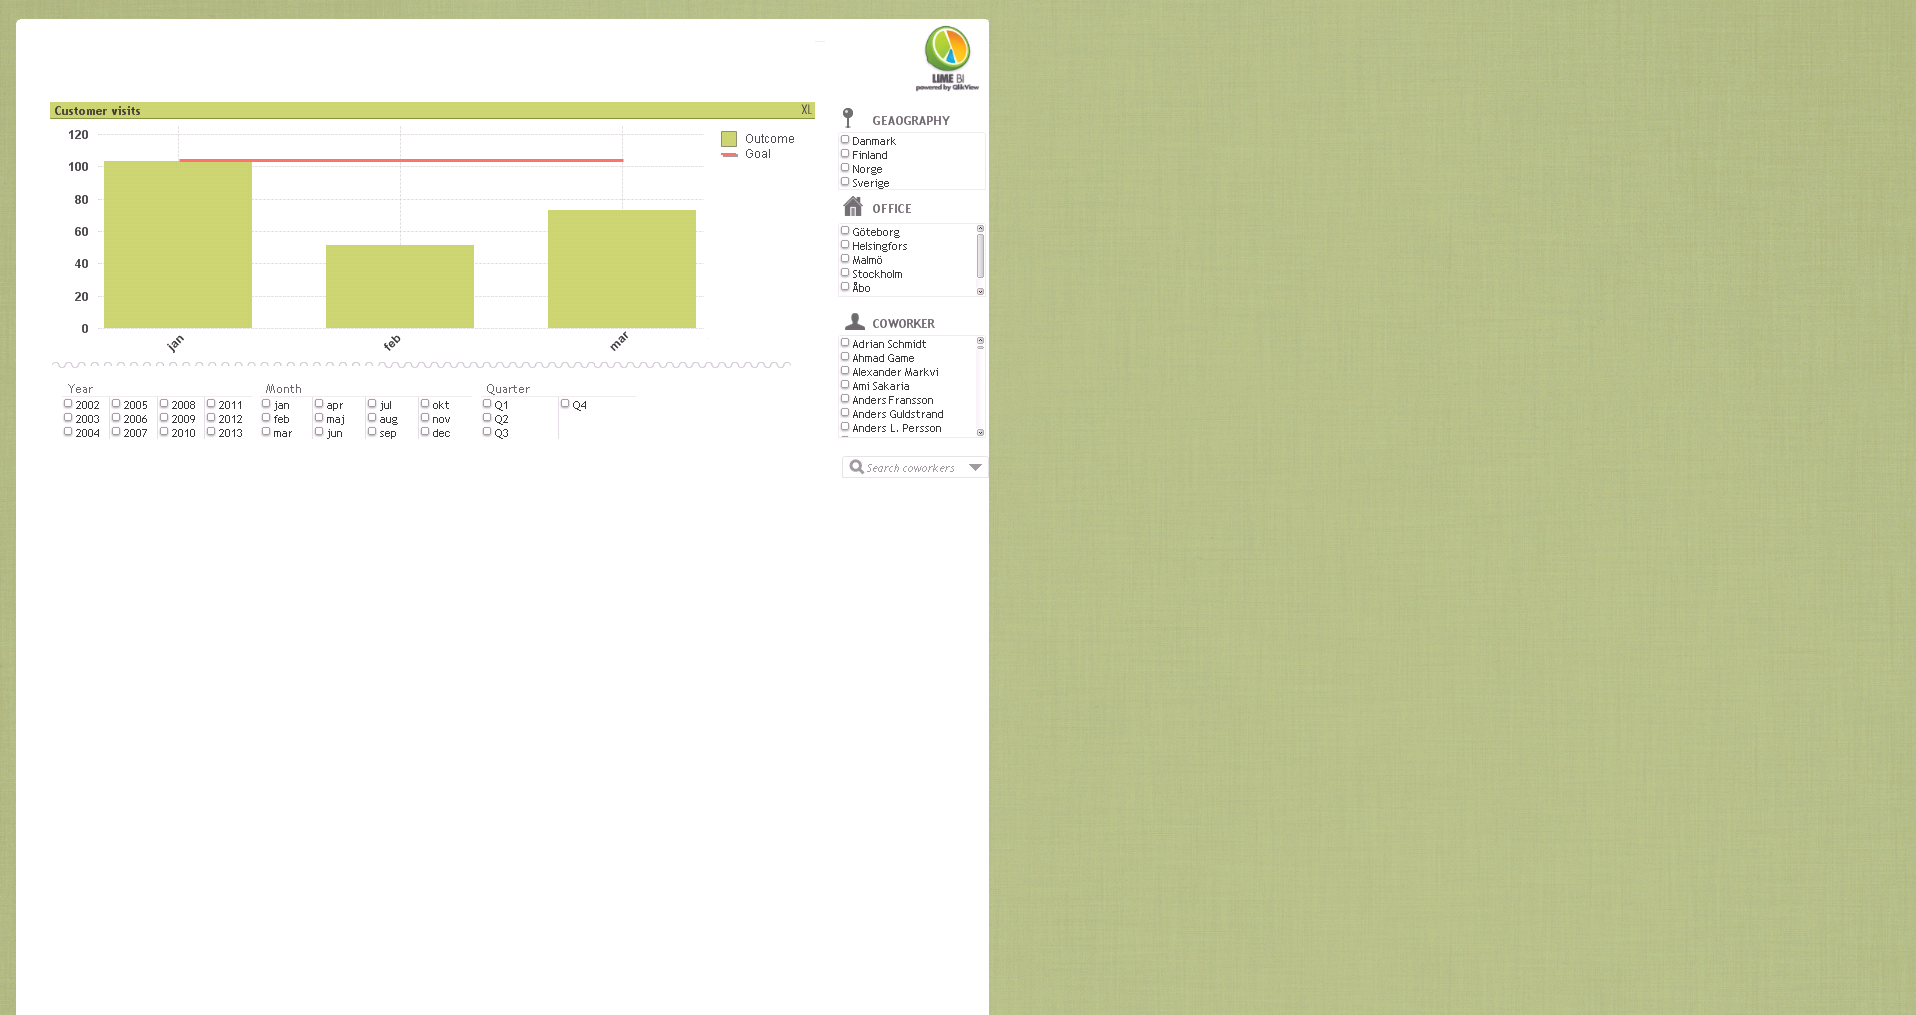 LIME BI
powered by QlikView
Customer visits XL
120
100
80
60
40
20
0
jan feb mar
Outcome
Goal
GEAOGRAPHY
Danmark
Finland
Norge
Sverige
OFFICE
Göteborg
Helsingfors
Malmö
Stockholm
Åbo
COWORKER
Adrian Schmidt
Ahmad Game
Alexander Markvi
Ami Sakaria
Anders Fransson
Anders Guldstrand
Anders L. Persson
Search coworkers
Year Month Quarter
2002 2005 2008 2011 jan apr jul okt Q1 Q4
2003 2006 2009 2012 feb maj aug nov Q2
2004 2007 2010 2013 mar jun sep dec Q3